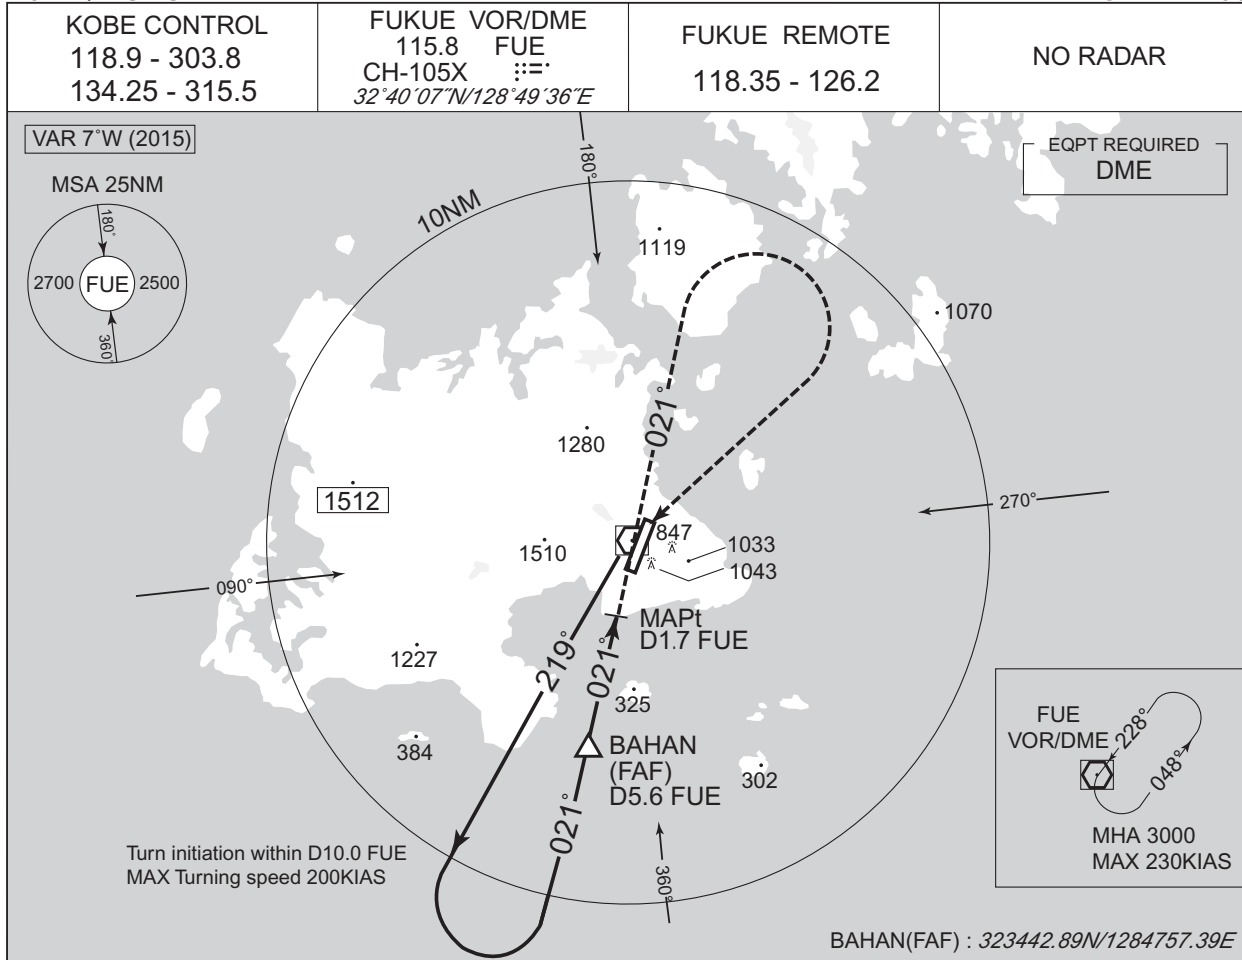 KOBE CONTROL
118.9 - 303.8
134.25 - 315.5
FUKUE VOR/DME
115.8 FUE
CH-105X
32°40´07˝N/128°49´36˝E
FUKUE REMOTE
118.35 - 126.2
NO RADAR
VAR 7°W (2015)
MSA 25NM
180°
2700 FUE 2500
360°
EQPT REQUIRED
DME
180°
10NM
1119
1070
021°
1280
1512
270°
1510
847
1033
1043
090°
MAPt
D1.7 FUE
219°
021°
1227
325
384
BAHAN
(FAF)
D5.6 FUE
302
021°
360°
Turn initiation within D10.0 FUE
MAX Turning speed 200KIAS
FUE
VOR/DME
228°
048°
MHA 3000
MAX 230KIAS
BAHAN(FAF) : 323442.89N/1284757.39E